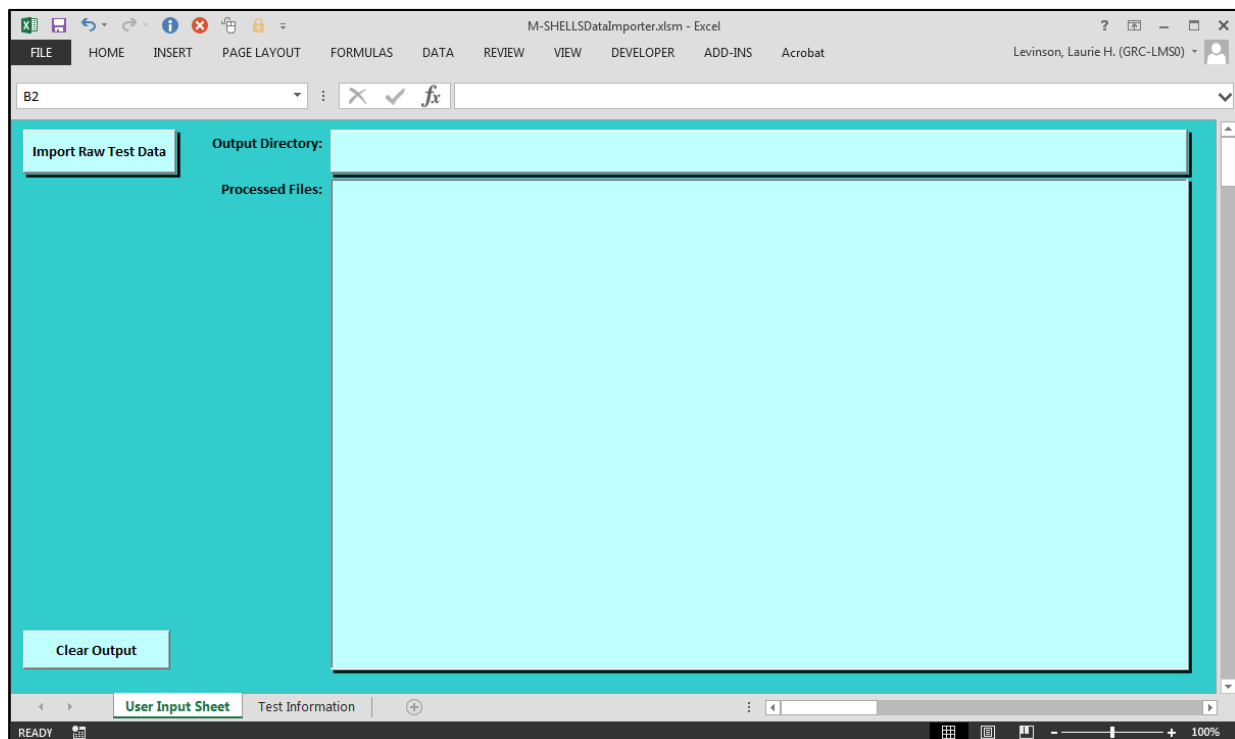 M-SHELLSDataImporter.xlsm - Excel
?
FILE HOME INSERT PAGE LAYOUT FORMULAS DATA REVIEW VIEW DEVELOPER ADD-INS Acrobat Levinson, Laurie H. (GRC-LMS0)
B2 fx
Import Raw Test Data
Output Directory:
Processed Files:
Clear Output
User Input Sheet Test Information
READY 100%